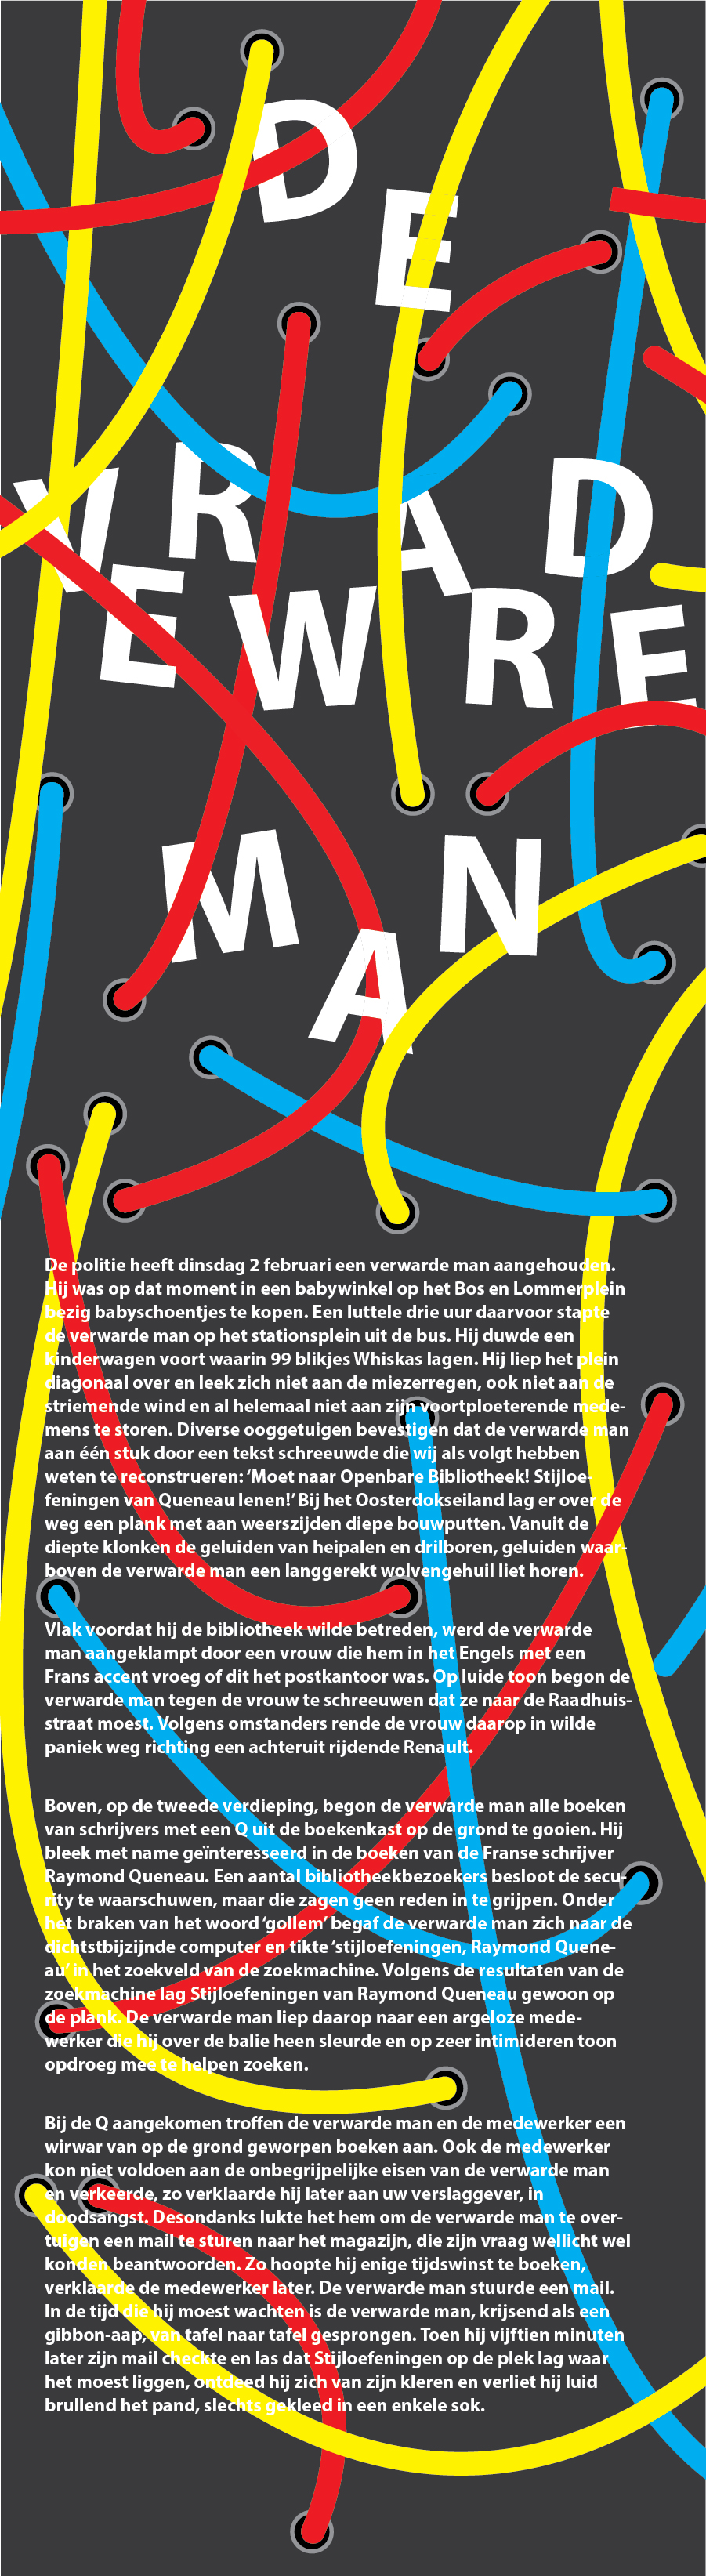 DE
VERWARDE
MAN
De politie heeft dinsdag 2 februari een verwarde man aangehouden.
Hij was op dat moment in een babywinkel op het Bos en Lommerplein
bezig babyschoentjes te kopen. Een luttele drie uur daarvoor stapte
de verwarde man op het stationsplein uit de bus. Hij duwde een
kinderwagen voort waarin 99 blikjes Whiskas lagen. Hij liep het plein
diagonaal over en leek zich niet aan de miezerregen, ook niet aan de
striemende wind en al helemaal niet aan zijn voortploeterende mede-
mens te storen. Diverse ooggetuigen bevestigen dat de verwarde man
aan één stuk door een tekst schreeuwde die wij als volgt hebben
weten te reconstrueren: ‘Moet naar Openbare Bibliotheek! Stijloe-
feningen van Queneau lenen!’ Bij het Oosterdokseiland lag er over de
weg een plank met aan weerszijden diepe bouwputten. Vanuit de
diepte klonken de geluiden van heipalen en drilboren, geluiden waar-
boven de verwarde man een langgerekt wolvengehuil liet horen.
Vlak voordat hij de bibliotheek wilde betreden, werd de verwarde
man aangeklampt door een vrouw die hem in het Engels met een
Frans accent vroeg of dit het postkantoor was. Op luide toon begon de
verwarde man tegen de vrouw te schreeuwen dat ze naar de Raadhuis-
straat moest. Volgens omstanders rende de vrouw daarop in wilde
paniek weg richting een achteruit rijdende Renault.
Boven, op de tweede verdieping, begon de verwarde man alle boeken
van schrijvers met een Q uit de boekenkast op de grond te gooien. Hij
bleek met name geïnteresseerd in de boeken van de Franse schrijver
Raymond Queneau. Een aantal bibliotheekbezoekers besloot de secu-
rity te waarschuwen, maar die zagen geen reden in te grijpen. Onder
het braken van het woord ‘gollem’ begaf de verwarde man zich naar de
dichtstbijzijnde computer en tikte ‘stijloefeningen, Raymond Quene-
au’ in het zoekveld van de zoekmachine. Volgens de resultaten van de
zoekmachine lag Stijloefeningen van Raymond Queneau gewoon op
de plank. De verwarde man liep daarop naar een argeloze mede-
werker die hij over de balie heen sleurde en op zeer intimideren toon
opdroeg mee te helpen zoeken.
Bij de Q aangekomen troffen de verwarde man en de medewerker een
wirwar van op de grond geworpen boeken aan. Ook de medewerker
kon niet voldoen aan de onbegrijpelijke eisen van de verwarde man
en verkeerde, zo verklaarde hij later aan uw verslaggever, in
doodsangst. Desondanks lukte het hem om de verwarde man te over-
tuigen een mail te sturen naar het magazijn, die zijn vraag wellicht wel
konden beantwoorden. Zo hoopte hij enige tijdswinst te boeken,
verklaarde de medewerker later. De verwarde man stuurde een mail.
In de tijd die hij moest wachten is de verwarde man, krijsend als een
gibbon-aap, van tafel naar tafel gesprongen. Toen hij vijftien minuten
later zijn mail checkte en las dat Stijloefeningen op de plek lag waar
het moest liggen, ontdeed hij zich van zijn kleren en verliet hij luid
brullend het pand, slechts gekleed in een enkele sok.